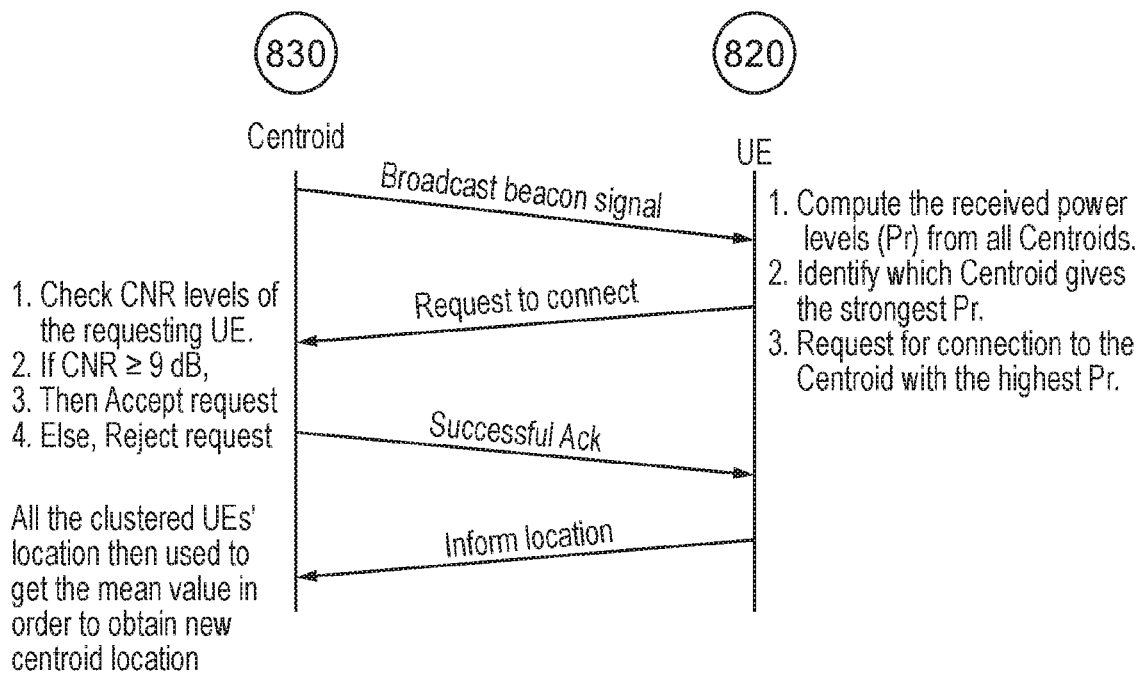 830
820
Centroid
UE
Broadcast beacon signal
1. Compute the received power
levels (Pr) from all Centroids.
2. Identify which Centroid gives
the strongest Pr.
3. Request for connection to the
Centroid with the highest Pr.
Request to connect
1. Check CNR levels of
the requesting UE.
2. If CNR ≥ 9 dB,
3. Then Accept request
4. Else, Reject request
Successful Ack
Inform location
All the clustered UEs'
location then used to
get the mean value in
order to obtain new
centroid location